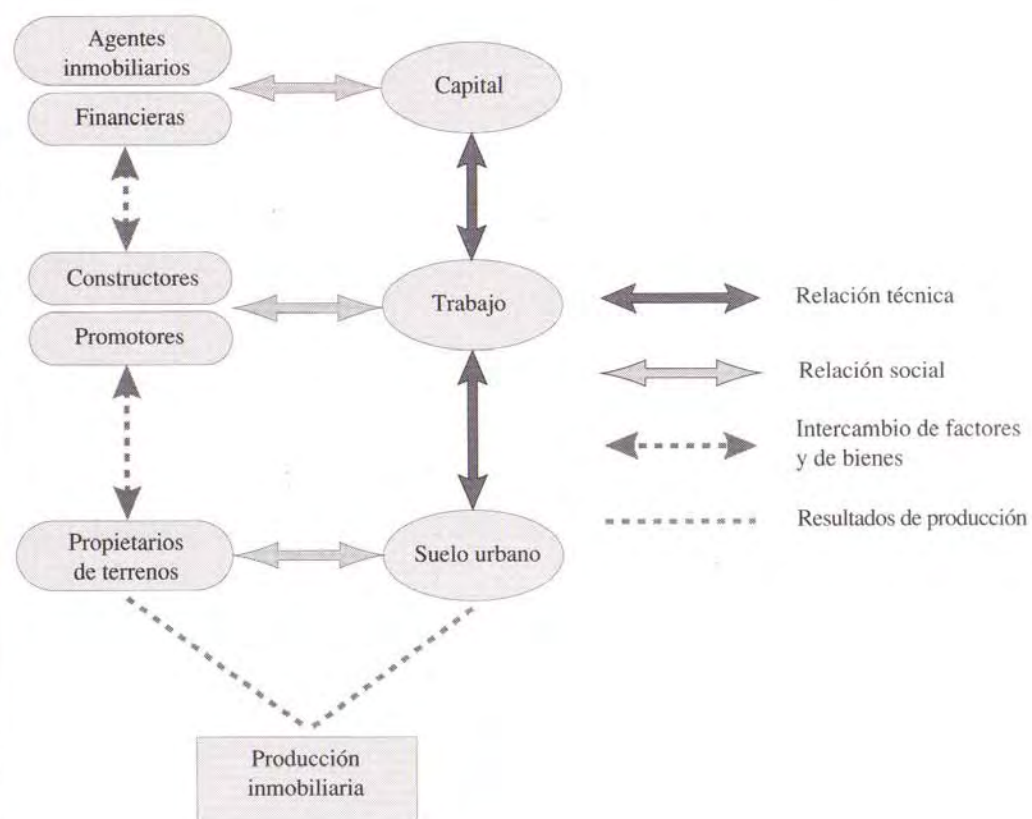 Agentes
inmobiliarios
Financieras
Capital
Constructores
Promotores
Trabajo
Propietarios
de terrenos
Suelo urbano
Producción
inmobiliaria
Relación técnica
Relación social
Intercambio de factores
y de bienes
Resultados de producción